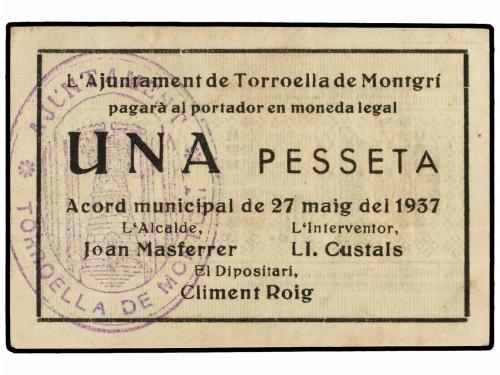 L'Ajuntament de Torroella de Montgrí
pagarà al portador en moneda legal
UNA PESSETA
Acord municipal de 27 maig del 1937
L'Alcalde, L'Interventor,
Joan Masferrer Ll. Custals
El Dipositari,
Climent Roig
AJUNTAMENT
TORROELLA DE